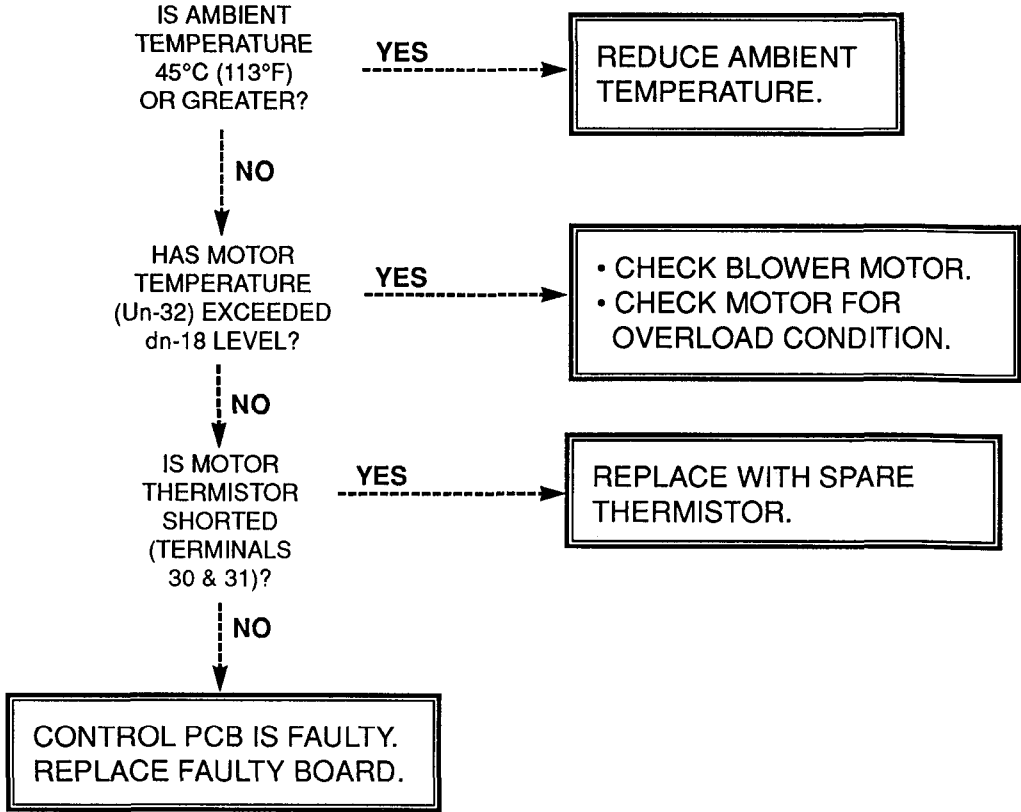 IS AMBIENT
TEMPERATURE
45°C (113°F)
OR GREATER?
YES
REDUCE AMBIENT
TEMPERATURE.
NO
HAS MOTOR
TEMPERATURE
(Un-32) EXCEEDED
dn-18 LEVEL?
YES
• CHECK BLOWER MOTOR.
• CHECK MOTOR FOR
OVERLOAD CONDITION.
NO
IS MOTOR
THERMISTOR
SHORTED
(TERMINALS
30 & 31)?
YES
REPLACE WITH SPARE
THERMISTOR.
NO
CONTROL PCB IS FAULTY.
REPLACE FAULTY BOARD.